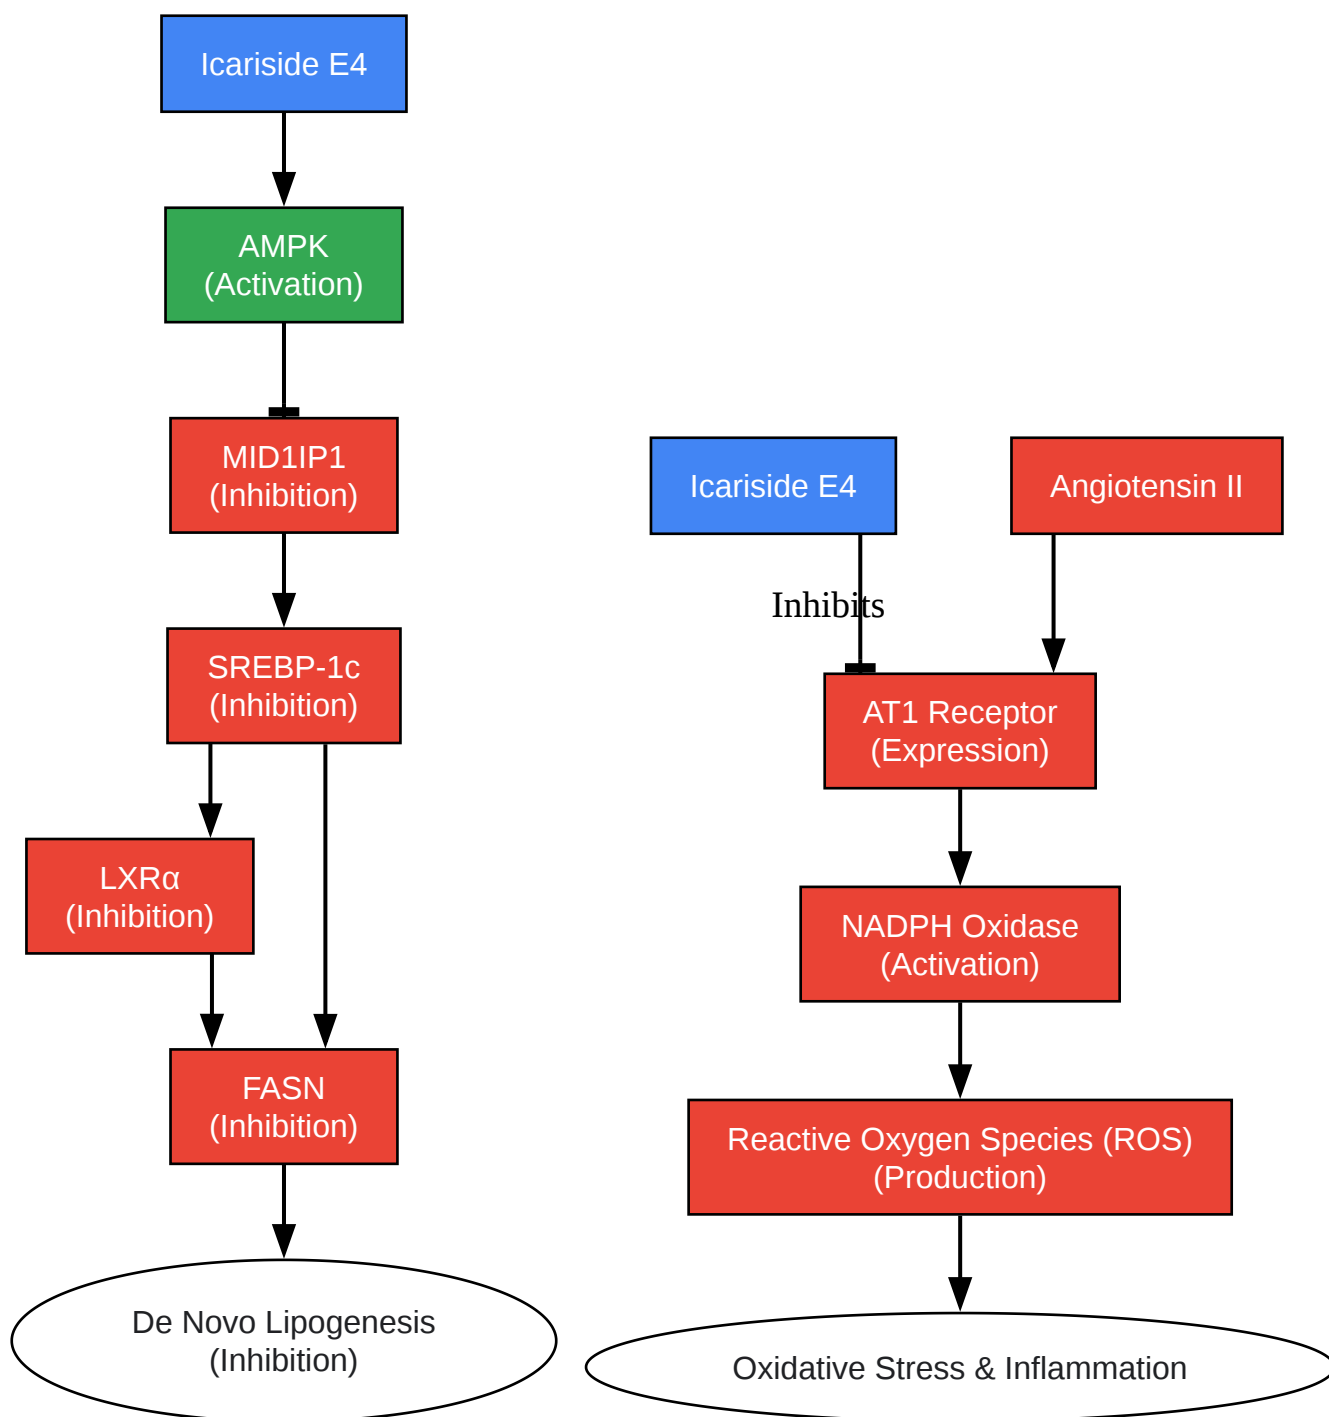 Icariside E4
AMPK
(Activation)
MID1IP1
(Inhibition)
SREBP-1c
(Inhibition)
LXRα
(Inhibition)
FASN
(Inhibition)
De Novo Lipogenesis
(Inhibition)
Icariside E4
Angiotensin II
Inhibits
AT1 Receptor
(Expression)
NADPH Oxidase
(Activation)
Reactive Oxygen Species (ROS)
(Production)
Oxidative Stress & Inflammation